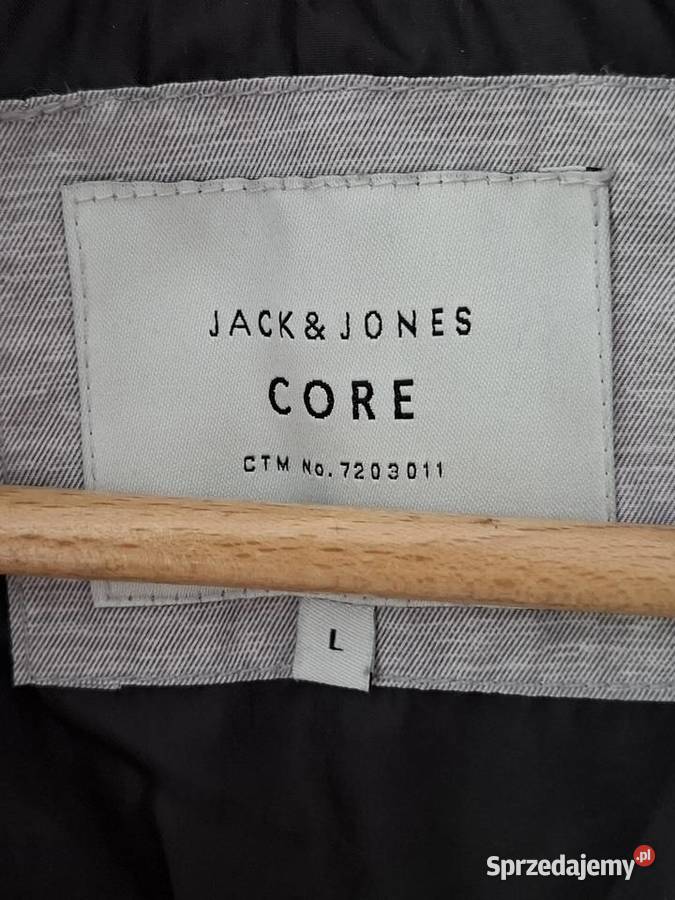 JACK&JONES
CORE
CTM No.7203011
L
Sprzedajemy.pl